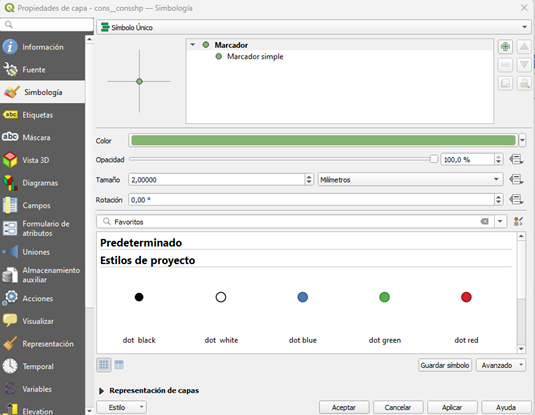 Propiedades de capa - cons__consshp — Simbología
Símbolo Único
Información
Fuente
Simbología
Etiquetas
Máscara
Vista 3D
Diagramas
Campos
Formulario de
atributos
Uniones
Almacenamiento
auxiliar
Acciones
Visualizar
Representación
Temporal
Variables
Elevation
Marcador
Marcador simple
Color
Opacidad
100,0 %
Tamaño
2,00000
Milímetros
Rotación
0,00 °
Favoritos
Predeterminado
Estilos de proyecto
dot black
dot white
dot blue
dot green
dot red
Guardar símbolo
Avanzado
Representación de capas
Estilo
Aceptar
Cancelar
Aplicar
Ayuda